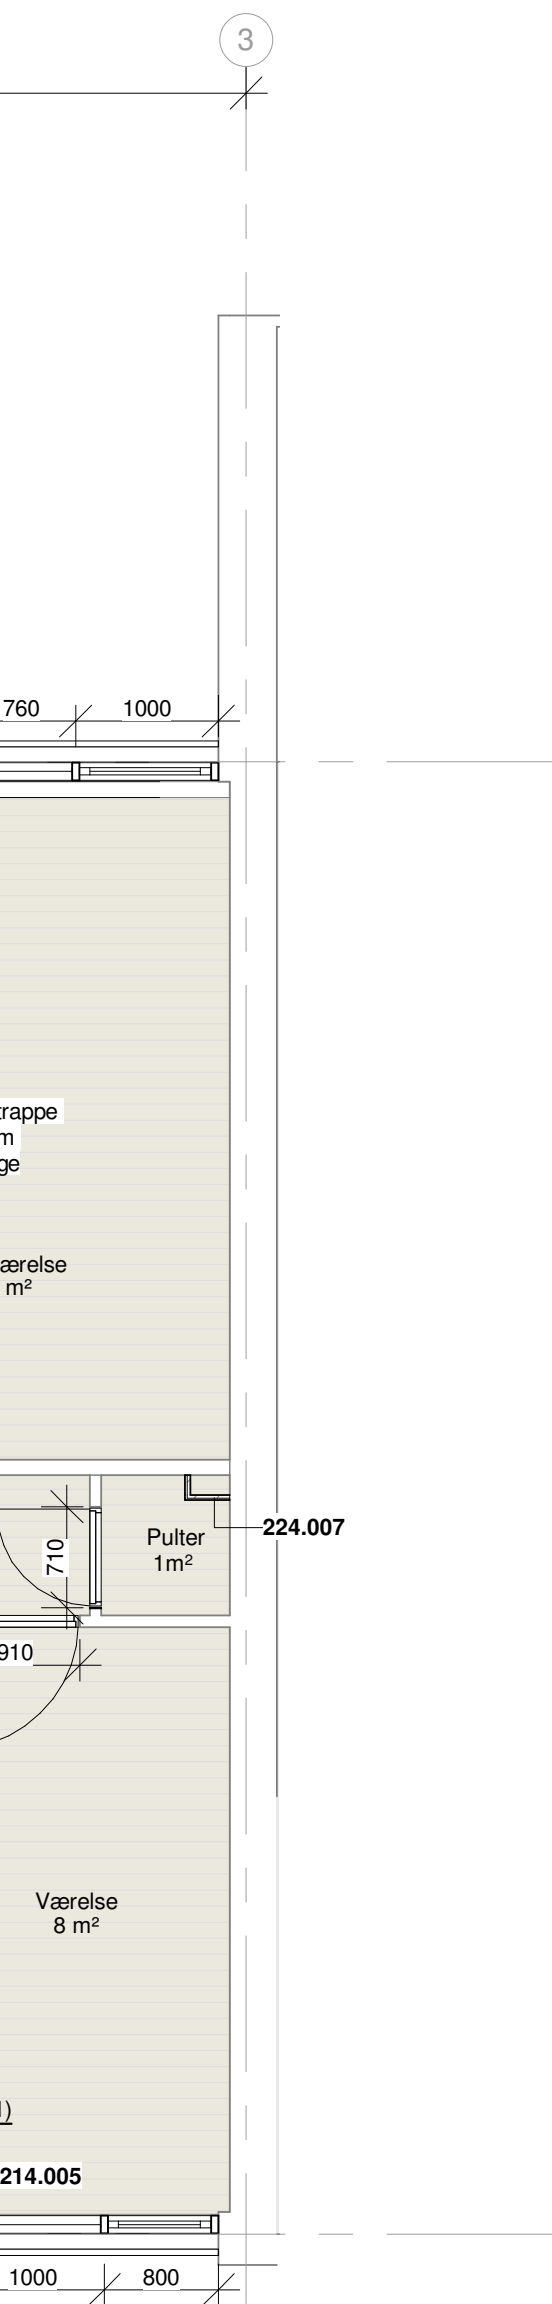 3
760
1000
trappe
m
ge
ærelse
m²
224.007
Pulter
1m²
710
910
Værelse
8 m²
)
214.005
1000
800